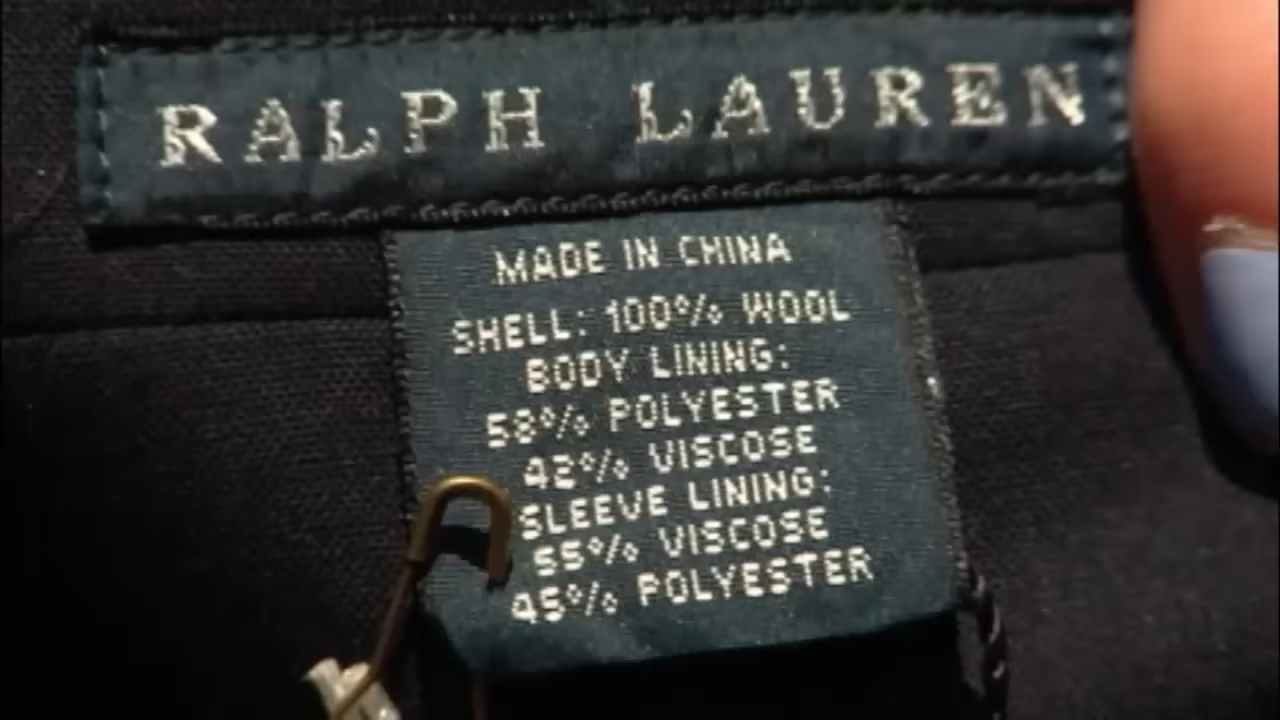 RALPH LAUREN
MADE IN CHINA
SHELL: 100% WOOL
BODY LINING:
58% POLYESTER
42% VISCOSE
SLEEVE LINING:
55% VISCOSE
45% POLYESTER